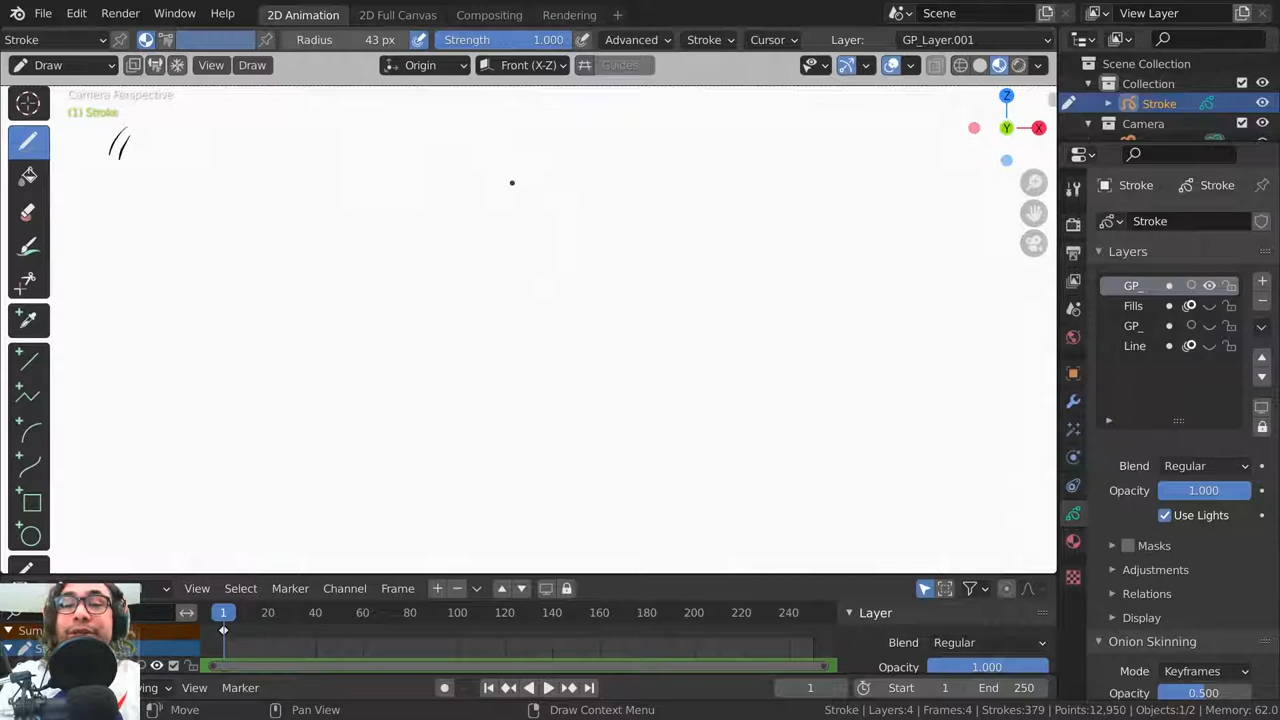 File Edit Render Window Help 2D Animation 2D Full Canvas Compositing Rendering + Scene View Layer
Stroke Radius 43 px Strength 1.000 Advanced Stroke Cursor Layer: GP_Layer.001
Draw View Draw Origin Front (X-Z) Guides
Scene Collection
Collection
Stroke
Camera
Camera Perspective
(1) Stroke
Z
Y
X
Stroke Stroke
Stroke
Layers
GP_
Fills
GP_
Line
Blend Regular
Opacity 1.000
Use Lights
Masks
Adjustments
Relations
Display
Onion Skinning
Mode Keyframes
Opacity 0.500
View Select Marker Channel Frame
1 20 40 60 80 100 120 140 160 180 200 220 240
Layer
Blend Regular
Opacity 1.000
View Marker 1 Start 1 End 250
Move Pan View Draw Context Menu Stroke | Layers:4 | Frames:4 | Strokes:379 | Points:12,950 | Objects:1/2 | Memory: 62.0